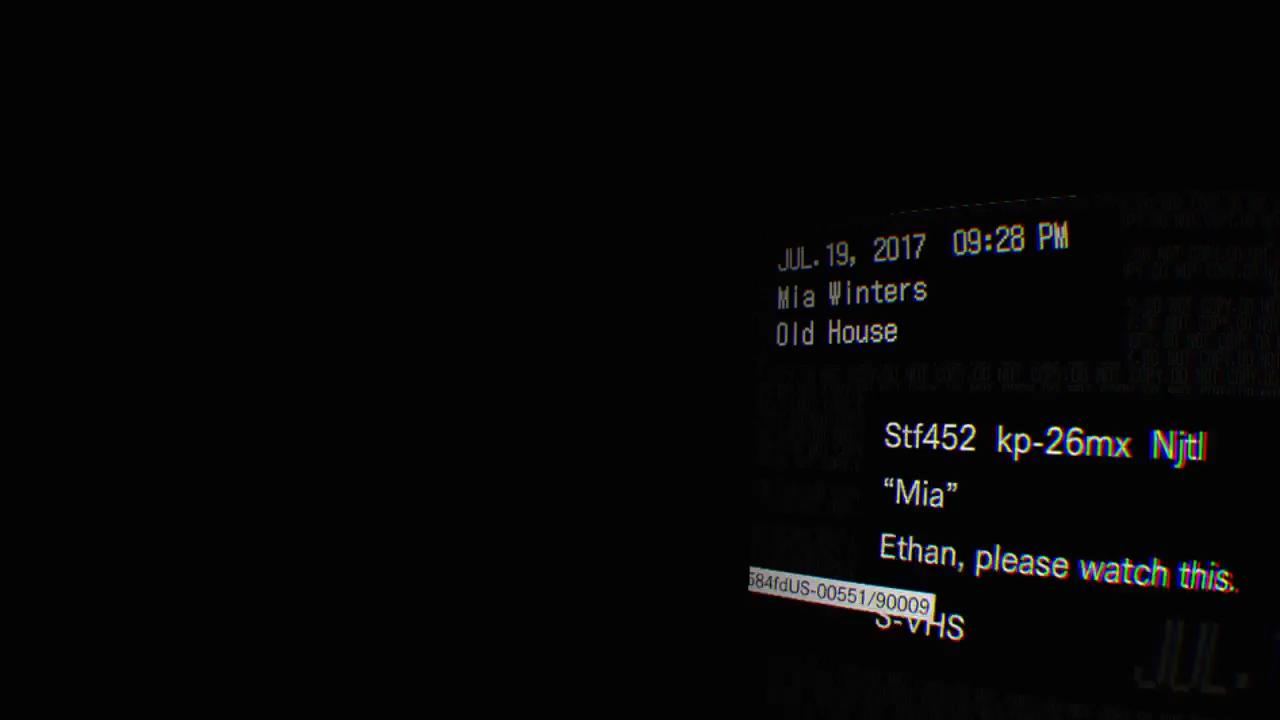 JUL.19, 2017 09:28 PM
Mia Winters
Old House
Stf452 kp-26mx Njtl
“Mia”
Ethan, please watch this.
584fdUS-00551/90009
S-VHS
JUL.